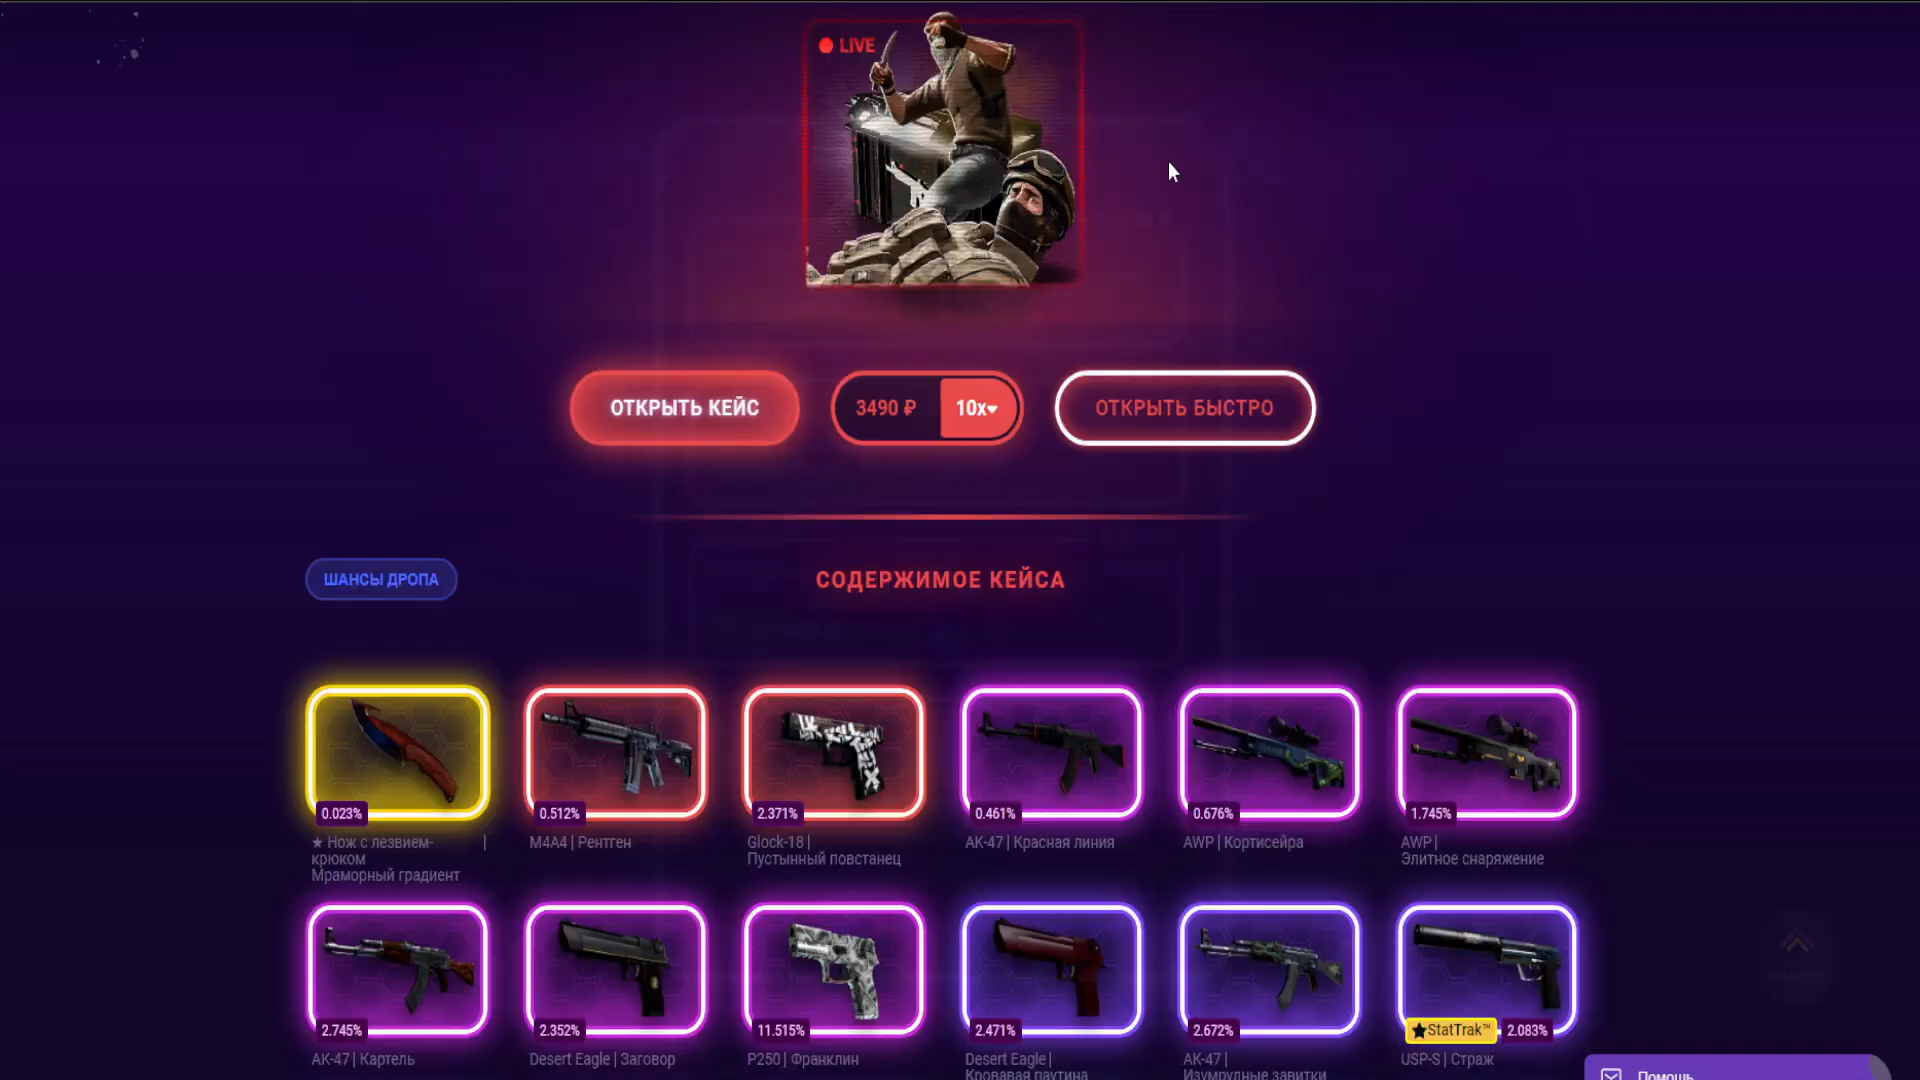 LIVE
ОТКРЫТЬ КЕЙС
3490 ₽
10x
ОТКРЫТЬ БЫСТРО
ШАНСЫ ДРОПА
СОДЕРЖИМОЕ КЕЙСА
0.023%
0.512%
2.371%
0.461%
0.676%
1.745%
★ Нож с лезвием- |
крюком
Мраморный градиент
M4A4 | Рентген
Glock-18 |
Пустынный повстанец
AK-47 | Красная линия
AWP | Кортисейра
AWP |
Элитное снаряжение
2.745%
2.352%
11.515%
2.471%
2.672%
★StatTrak™
2.083%
AK-47 | Картель
Desert Eagle | Заговор
P250 | Франклин
Desert Eagle |
Кровавая паутина
AK-47 |
Изумрудные завитки
USP-S | Страж
Помощь